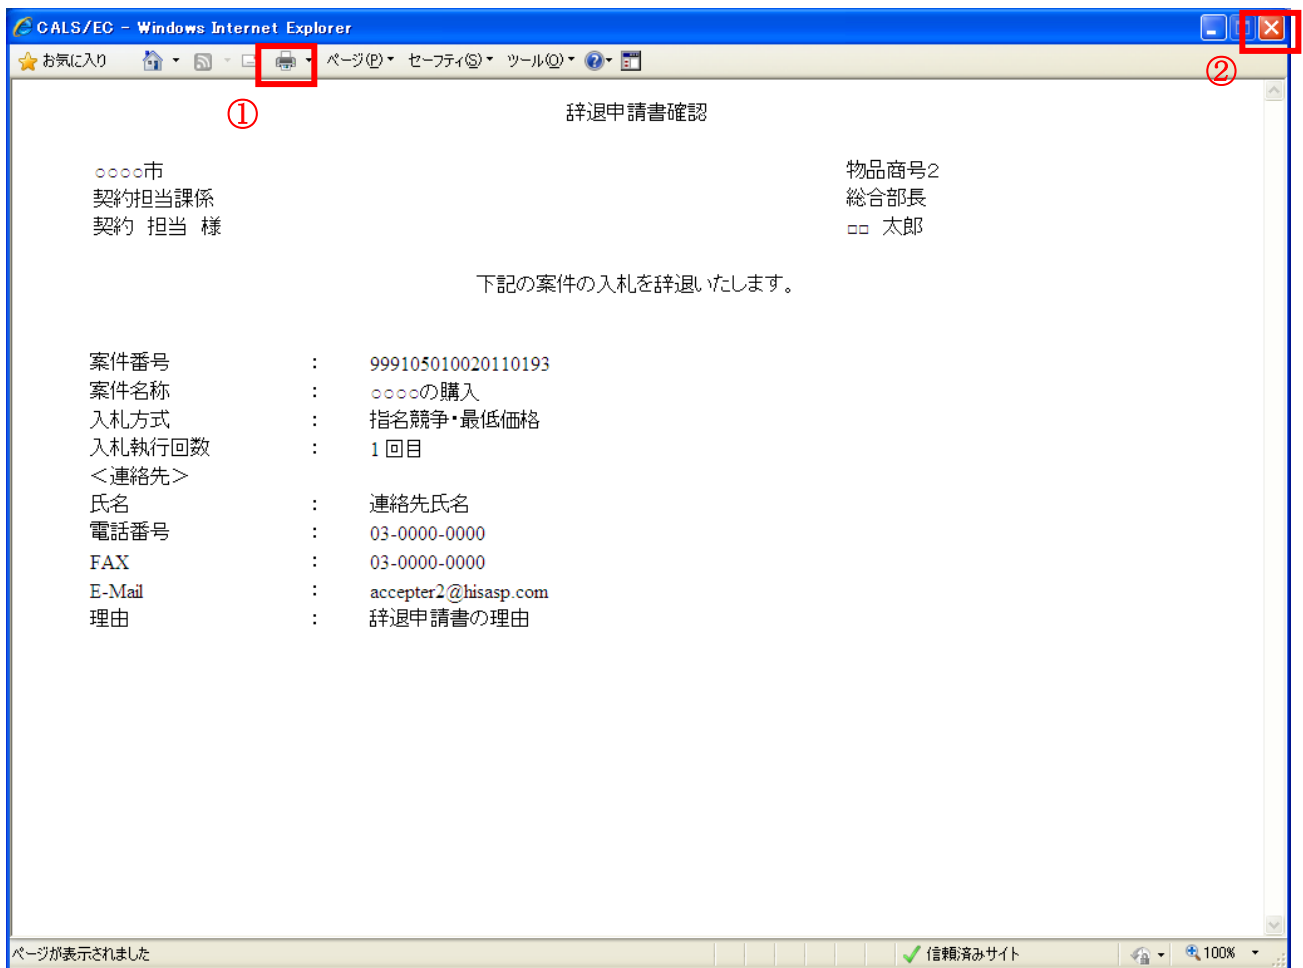 CALS/EC - Windows Internet Explorer
お気に入り ページ(P) セーフティ(S) ツール(O)
①
②
辞退申請書確認
○○○○市
契約担当課係
契約 担当 様
物品商号2
総合部長
□□ 太郎
下記の案件の入札を辞退いたします。
案件番号 : 999105010020110193
案件名称 : ○○○○の購入
入札方式 : 指名競争・最低価格
入札執行回数 : 1 回目
<連絡先>
氏名 : 連絡先氏名
電話番号 : 03-0000-0000
FAX : 03-0000-0000
E-Mail : accepter2@hisasp.com
理由 : 辞退申請書の理由
ページが表示されました 信頼済みサイト 100%